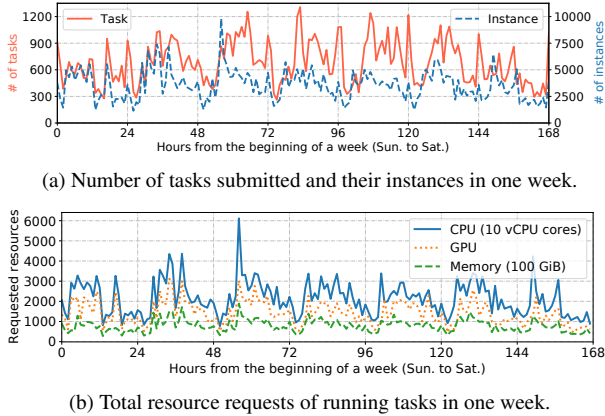 Task
Instance
1200
900
600
300
0
# of tasks
10000
7500
5000
2500
0
# of instances
0 24 48 72 96 120 144 168
Hours from the beginning of a week (Sun. to Sat.)
(a) Number of tasks submitted and their instances in one week.
6000
5000
4000
3000
2000
1000
0
Requested resources
CPU (10 vCPU cores)
GPU
Memory (100 GiB)
0 24 48 72 96 120 144 168
Hours from the beginning of a week (Sun. to Sat.)
(b) Total resource requests of running tasks in one week.